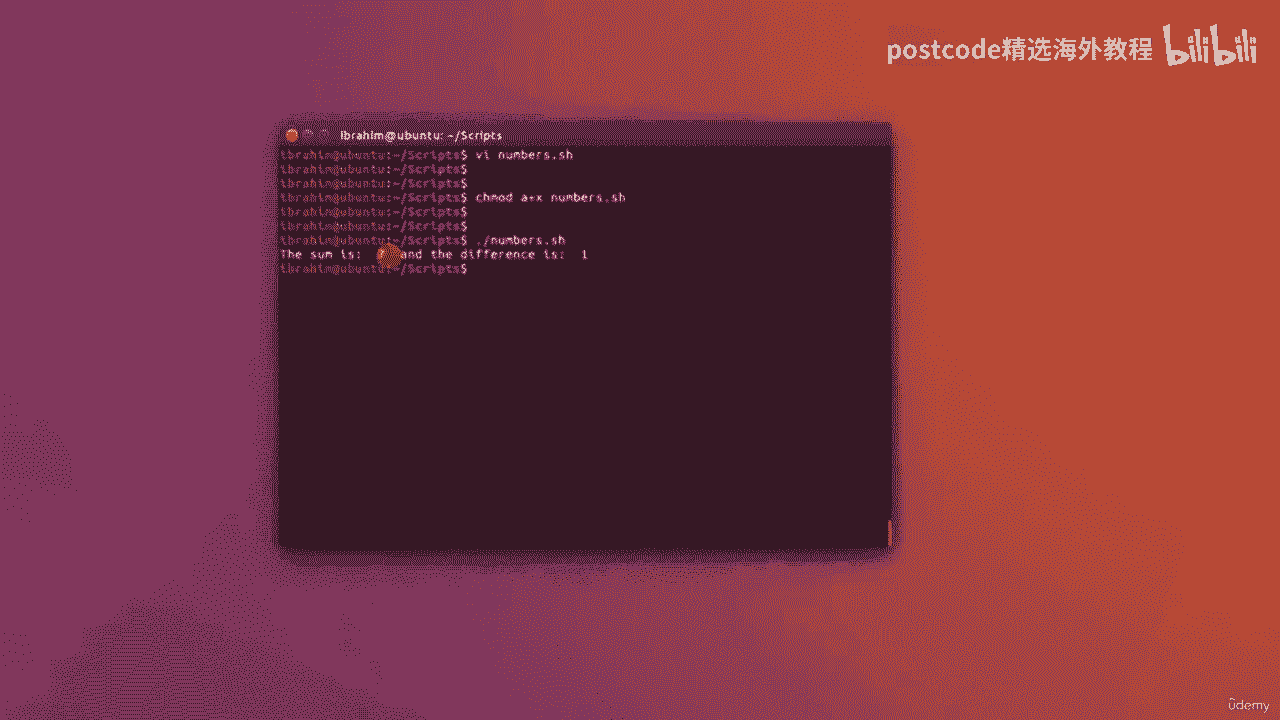 postcode精选海外教程 bilibili
ibrahim@ubuntu: ~/Scripts
ibrahim@ubuntu:~/Scripts$ vi numbers.sh
ibrahim@ubuntu:~/Scripts$
ibrahim@ubuntu:~/Scripts$
ibrahim@ubuntu:~/Scripts$ chmod a+x numbers.sh
ibrahim@ubuntu:~/Scripts$
ibrahim@ubuntu:~/Scripts$
ibrahim@ubuntu:~/Scripts$ ./numbers.sh
The sum is: and the difference is: 1
ibrahim@ubuntu:~/Scripts$
ûdemy